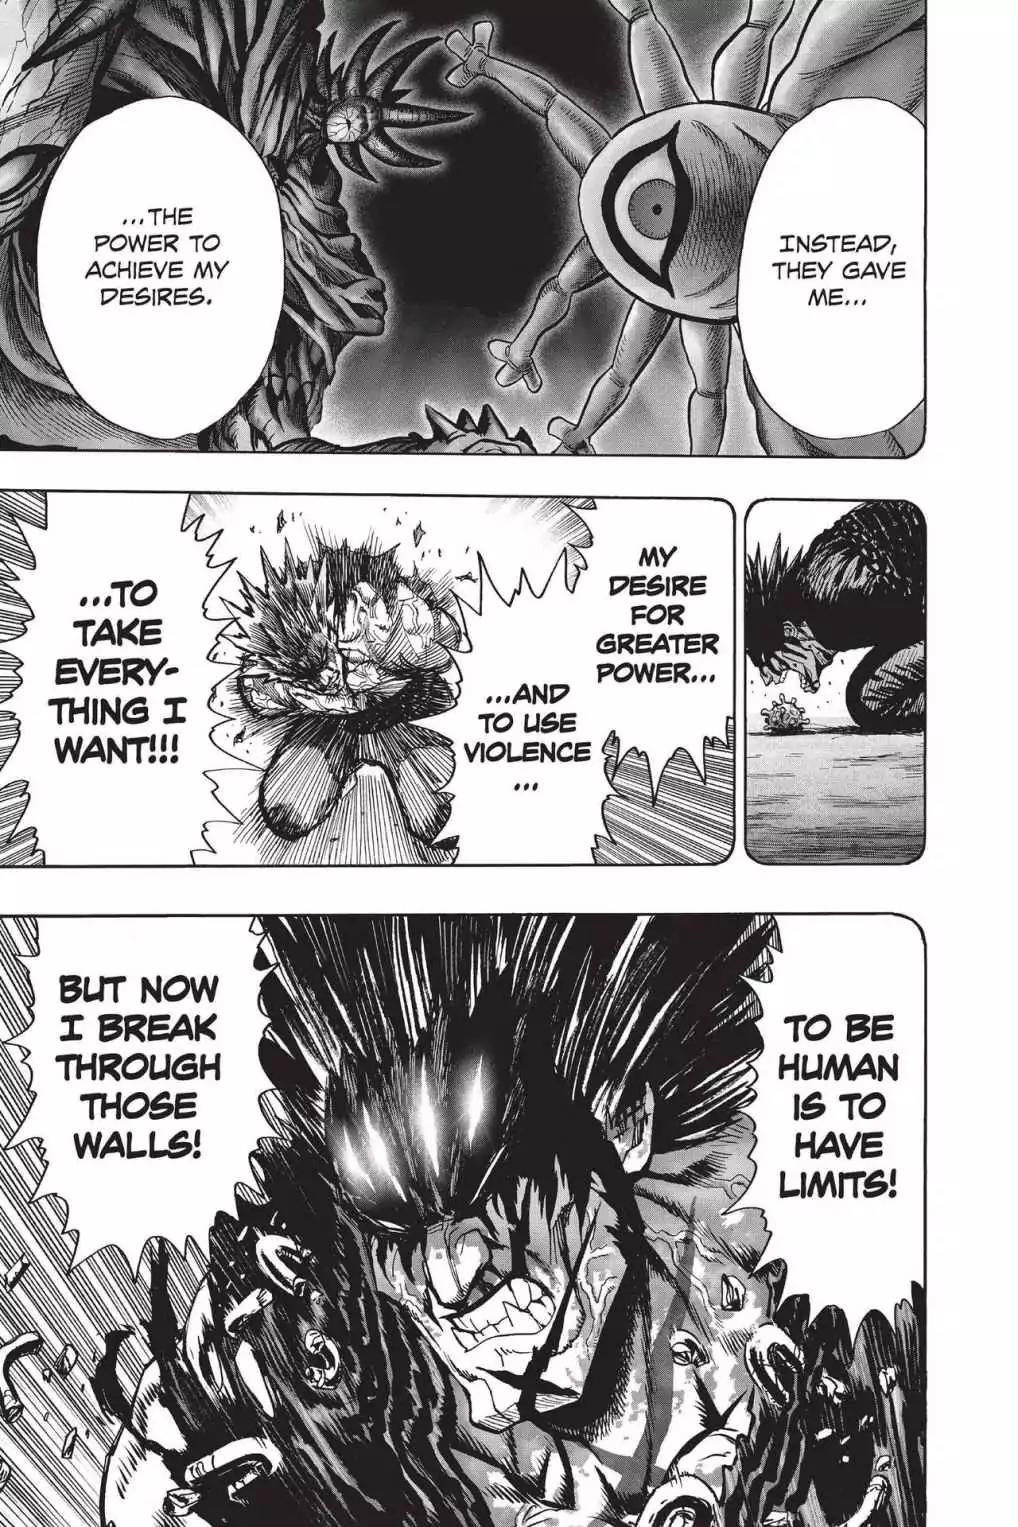 INSTEAD,
THEY GAVE
ME...
...THE
POWER TO
ACHIEVE MY
DESIRES.
MY
DESIRE
FOR
GREATER
POWER...
...AND
TO USE
VIOLENCE
...
...TO
TAKE
EVERY-
THING I
WANT!!!
TO BE
HUMAN
IS TO
HAVE
LIMITS!
BUT NOW
I BREAK
THROUGH
THOSE
WALLS!